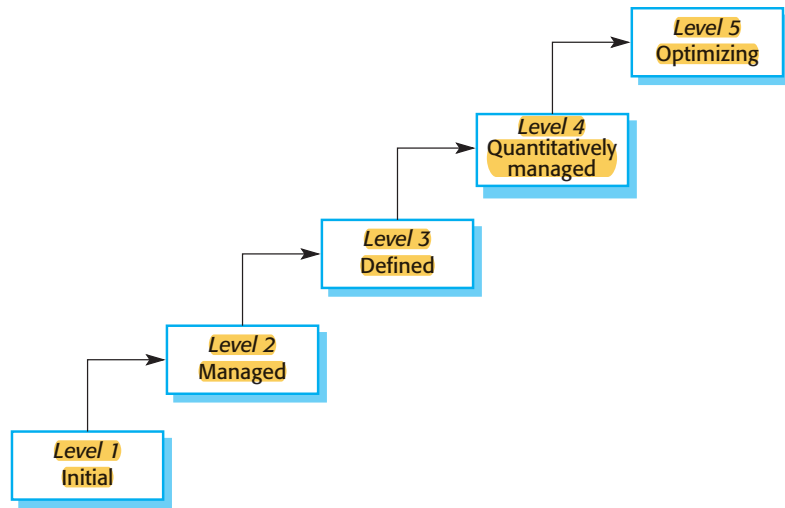 Level 5
Optimizing
Level 4
Quantitatively
managed
Level 3
Defined
Level 2
Managed
Level 1
Initial